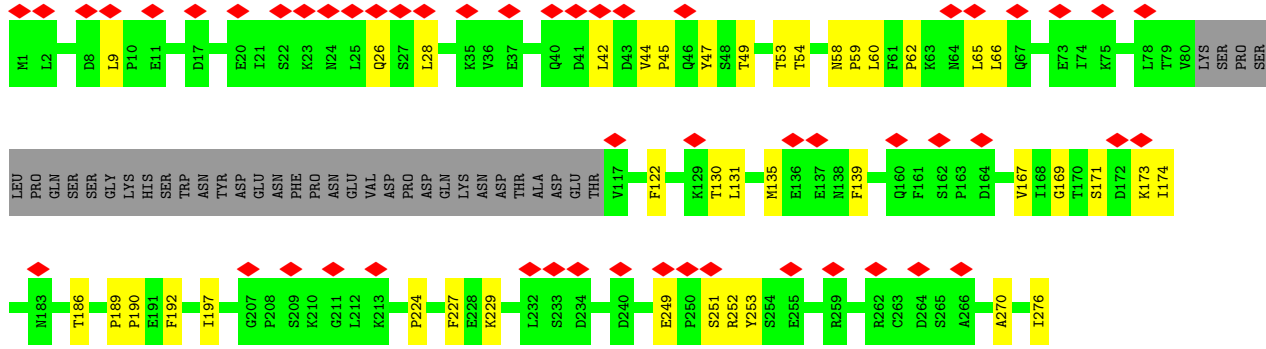 M1 L2 D8 L9 P10 E11 D17 E20 I21 S22 K23 N24 L25 Q26 S27 L28 K35 V36 E37 Q40 D41 L42 D43 V44 P45 Q46 Y47 S48 T49 T53 T54 N58 P59 L60 F61 P62 K63 N64 L65 L66 Q67 E73 I74 K75 L78 T79 V80 LYS SER PRO SER
LEU PRO GLN SER SER GLY LYS HIS SER TRP ASN TYR ASP GLU ASN PHE PRO ASN GLU VAL ASP PRO ASP GLN LYS ASN ASP THR ALA ASP GLU THR V117 F122 K129 T130 L131 M135 E136 E137 N138 F139 Q160 F161 S162 P163 D164 V167 I168 G169 T170 S171 D172 K173 I174
N183 T186 P189 P190 E191 F192 I197 G207 P208 S209 K210 G211 L212 K213 P224 F227 E228 K229 L232 S233 D234 D240 E249 P250 S251 R252 Y253 S254 E255 R259 R262 C263 D264 S265 A266 A270 I276